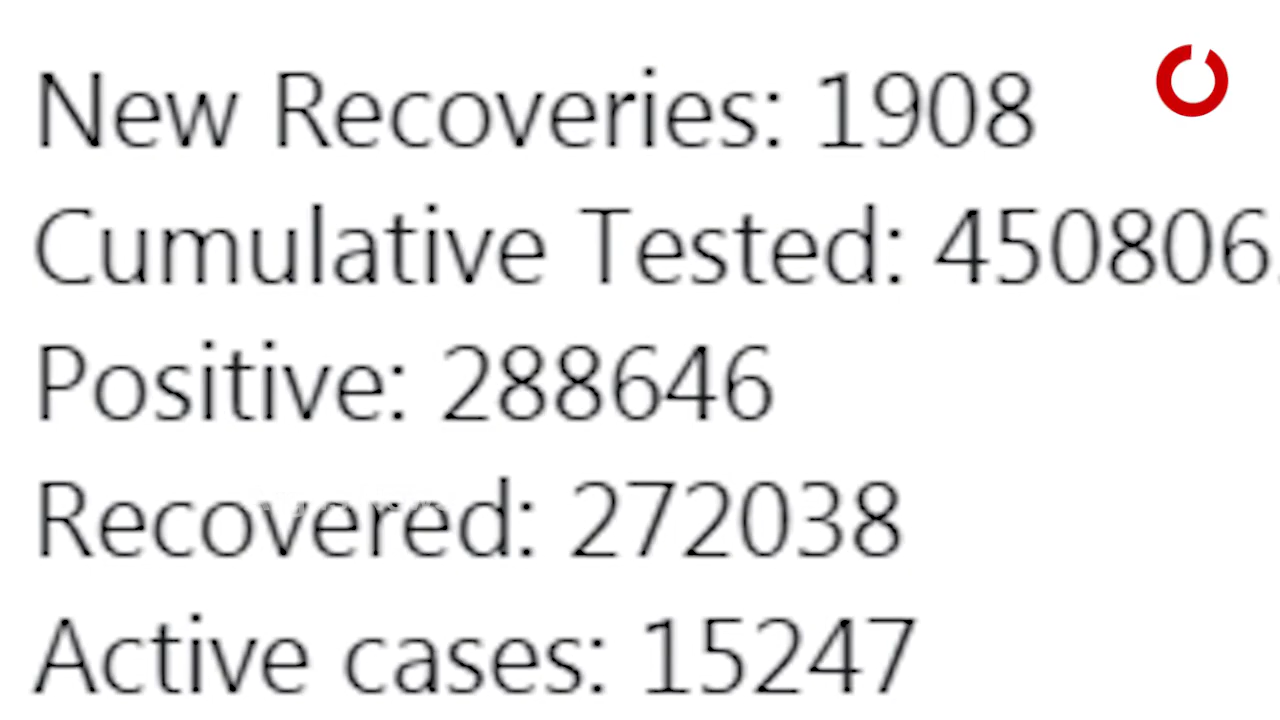 New Recoveries: 1908
Cumulative Tested: 450806
Positive: 288646
Recovered: 272038
Active cases: 15247